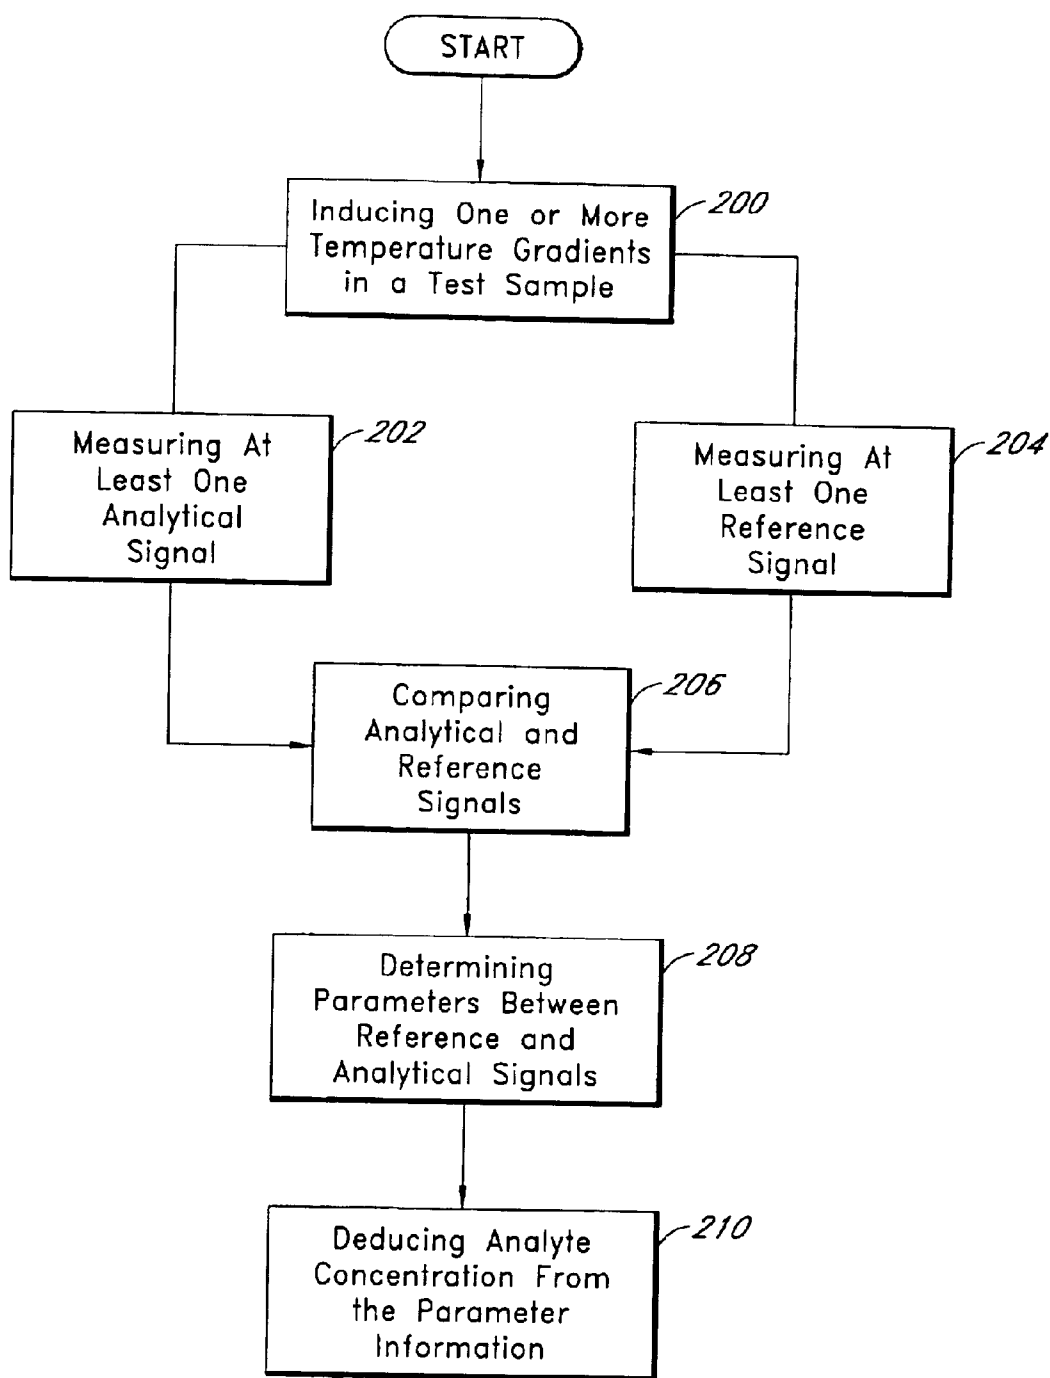 START
Inducing One or More
Temperature Gradients
in a Test Sample
200
Measuring At
Least One
Analytical
Signal
202
Measuring At
Least One
Reference
Signal
204
Comparing
Analytical and
Reference
Signals
206
Determining
Parameters Between
Reference and
Analytical Signals
208
Deducing Analyte
Concentration From
the Parameter
Information
210